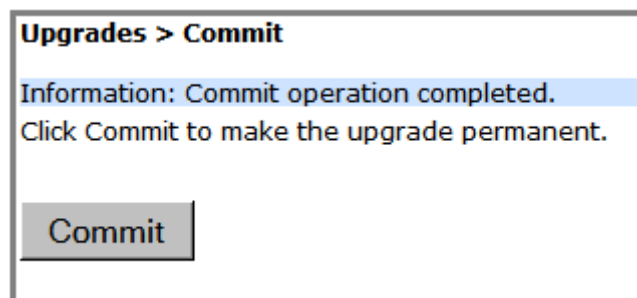 Upgrades > Commit
Information: Commit operation completed.
Click Commit to make the upgrade permanent.
Commit